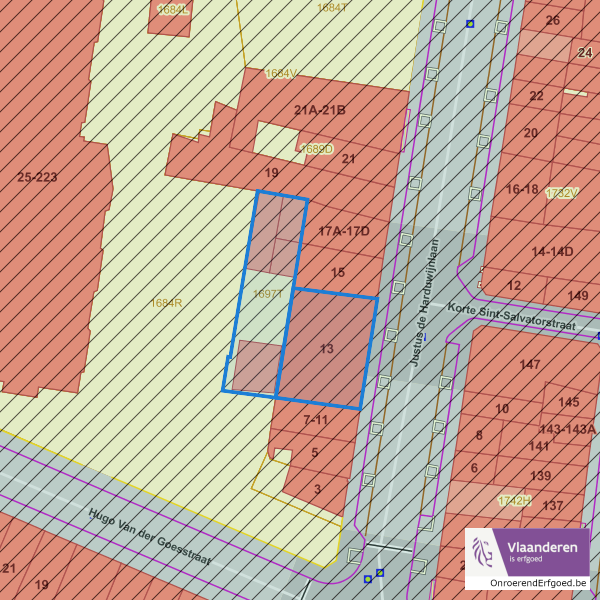 1684L
1684T
26
24
1684V
22
21A-21B
20
1689D
21
19
25-223
16-18
1732V
17A-17D
14-14D
15
12
149
1697T
1684R
Korte Sint-Salvatorstraat
Justus de Harduwijnlaan
13
147
145
10
7-11
143-143A
8
141
5
6
139
3
1742H
137
Hugo Van der Goesstraat
21
19
2
Vlaanderen
is erfgoed
OnroerendErfgoed.be